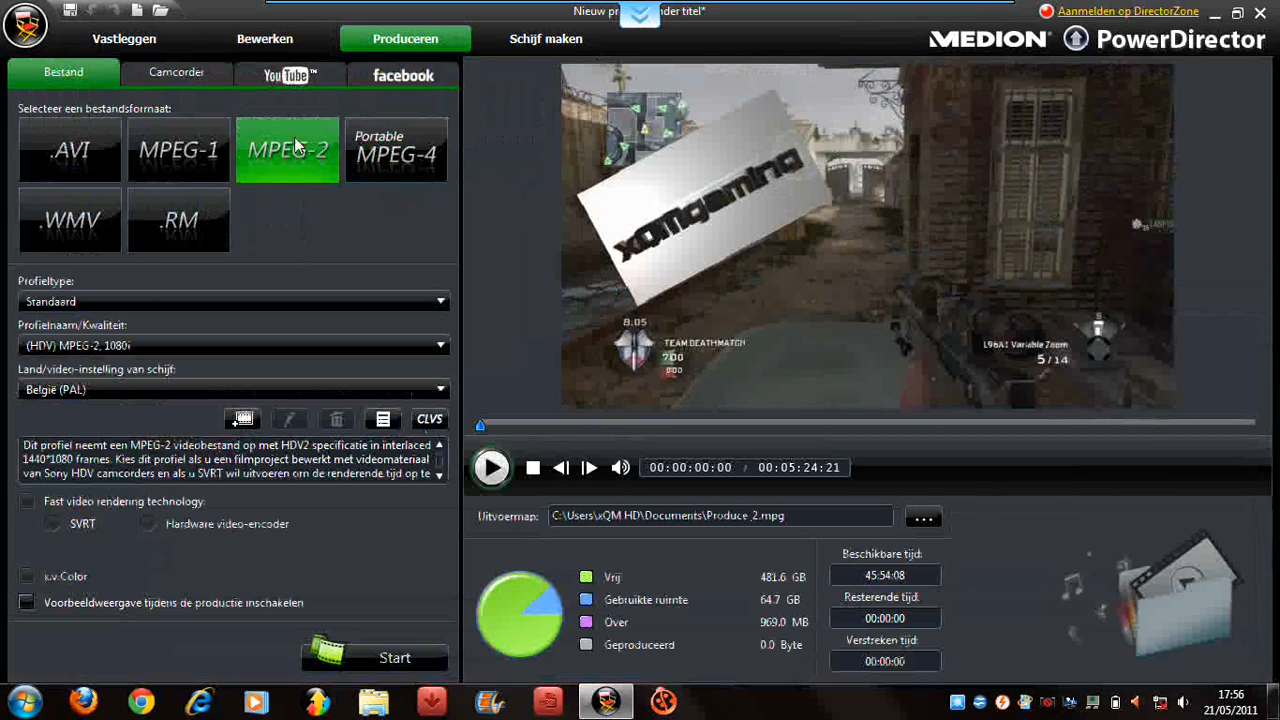 Nieuw pr
nder titel*
Aanmelden op DirectorZone
Vastleggen
Bewerken
Produceren
Schijf maken
MEDION
PowerDirector
Bestand
Camcorder
YouTube™
facebook
Selecteer een bestandsformaat:
.AVI
MPEG-1
MPEG-2
Portable
MPEG-4
.WMV
.RM
Profieltype:
Standaard
Profielnaam/Kwaliteit:
(HDV) MPEG-2, 1080i
Land/video-instelling van schijf:
België (PAL)
CLVS
Dit profiel neemt een MPEG-2 videobestand op met HDV2 specificatie in interlaced
1440*1080 frames. Kies dit profiel als u een filmproject bewerkt met videomateriaal
van Sony HDV camcorders en als u SVRT wil uitvoeren om de renderende tijd op te
Fast video rendering technology:
SVRT
Hardware video-encoder
x.v.Color
Voorbeeldweergave tijdens de productie inschakelen
Start
xQMgaming
8.05
TEAM DEATHMATCH
700
000
L96A1 Variable Zoom
5/14
00:00:00:00 / 00:05:24:21
Uitvoermap:
C:\Users\xQM HD\Documents\Produce_2.mpg
...
Vrij
481.6 GB
Gebruikte ruimte
64.7 GB
Over
969.0 MB
Geproduceerd
0.0 Byte
Beschikbare tijd:
45:54:08
Resterende tijd:
00:00:00
Verstreken tijd:
00:00:00
17:56
21/05/2011